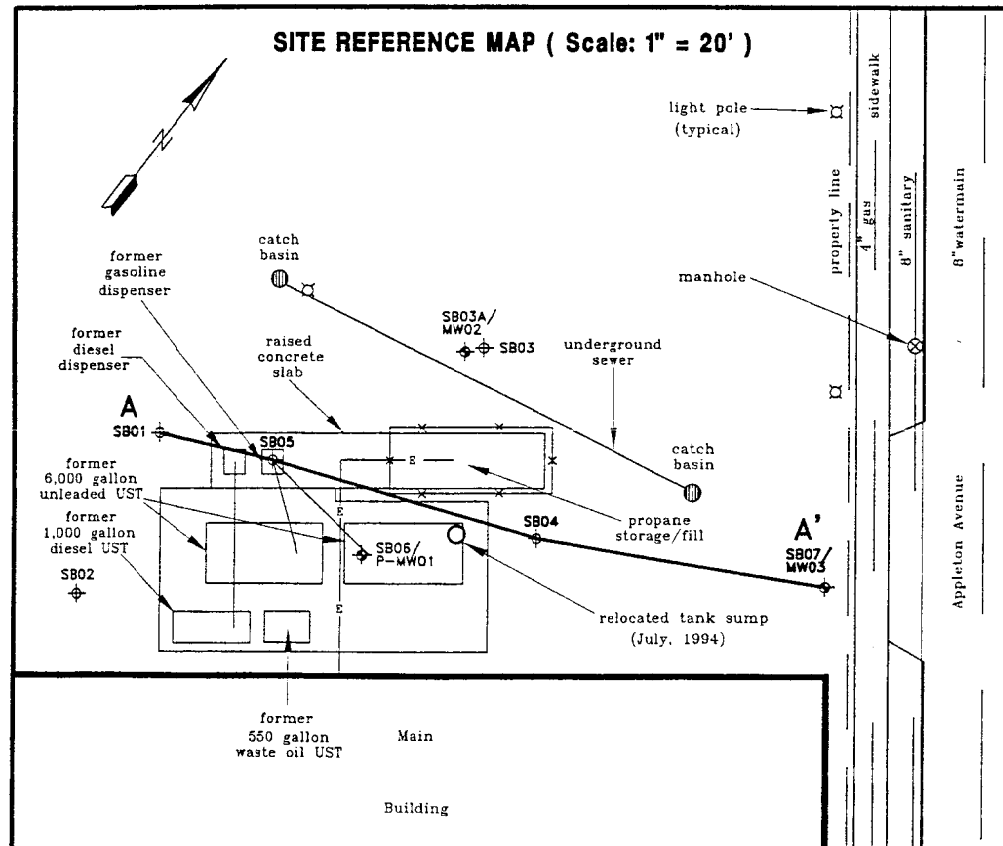 SITE REFERENCE MAP ( Scale: 1" = 20' )
N
light pole
(typical)
sidewalk
property line
4" gas
8" sanitary
8"watermain
manhole
catch
basin
former
gasoline
dispenser
former
diesel
dispenser
raised
concrete
slab
SB03A/
MW02
SB03
underground
sewer
A
SB01
SB05
E
former
6,000 gallon
unleaded UST
former
1,000 gallon
diesel UST
catch
basin
E
propane
storage/fill
SB04
A'
SB07/
MW03
SB06/
P-MW01
SB02
E
relocated tank sump
(July, 1994)
Appleton Avenue
former
550 gallon
waste oil UST
Main
Building